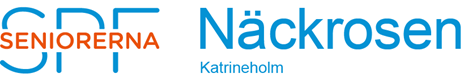 SPF
SENIORERNA
Näckrosen
Katrineholm